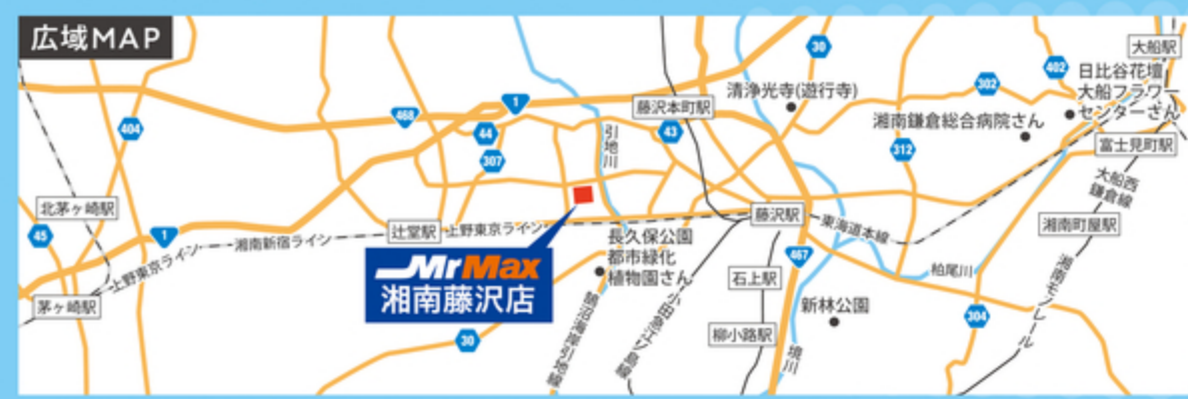 広域MAP
大船駅
30
402
日比谷花壇
大船フラワー
センターさん
302
清浄光寺(遊行寺)
藤沢本町駅
1
468
湘南鎌倉総合病院さん
404
44
43
引地川
312
富士見町駅
307
大船西
鎌倉線
北茅ヶ崎駅
藤沢駅
湘南町屋駅
45
1
湘南新宿ライン
辻堂駅
上野東京ライン
東海道本線
長久保公園
都市緑化
植物園さん
上野東京ライン
467
MrMax
湘南藤沢店
石上駅
柏尾川
湘南モノレール
茅ヶ崎駅
新林公園
鵠沼海岸引地線
小田急江ノ島線
304
30
柳小路駅
境川